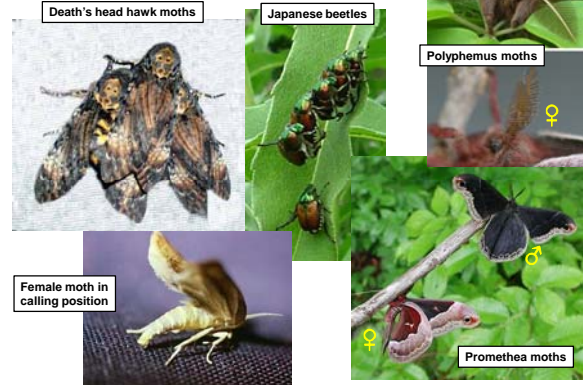 Death's head hawk moths
Japanese beetles
Polyphemus moths
♀
♂
Female moth in
calling position
♀
Promethea moths